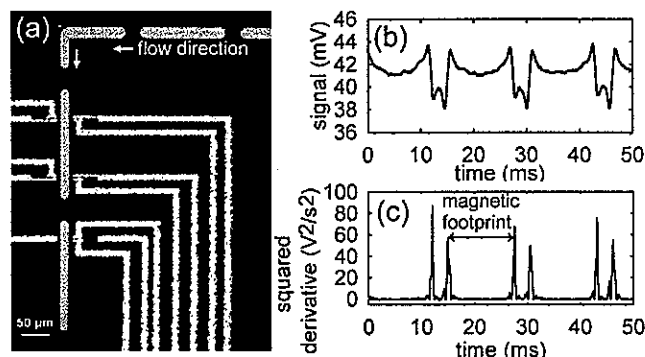 (a)
← flow direction
50 µm
(b)
signal (mV)
46
44
42
40
38
36
0 10 20 30 40 50
time (ms)
(c)
squared
derivative (V2/s2)
100
80
60
40
20
0
magnetic
footprint
0 10 20 30 40 50
time (ms)